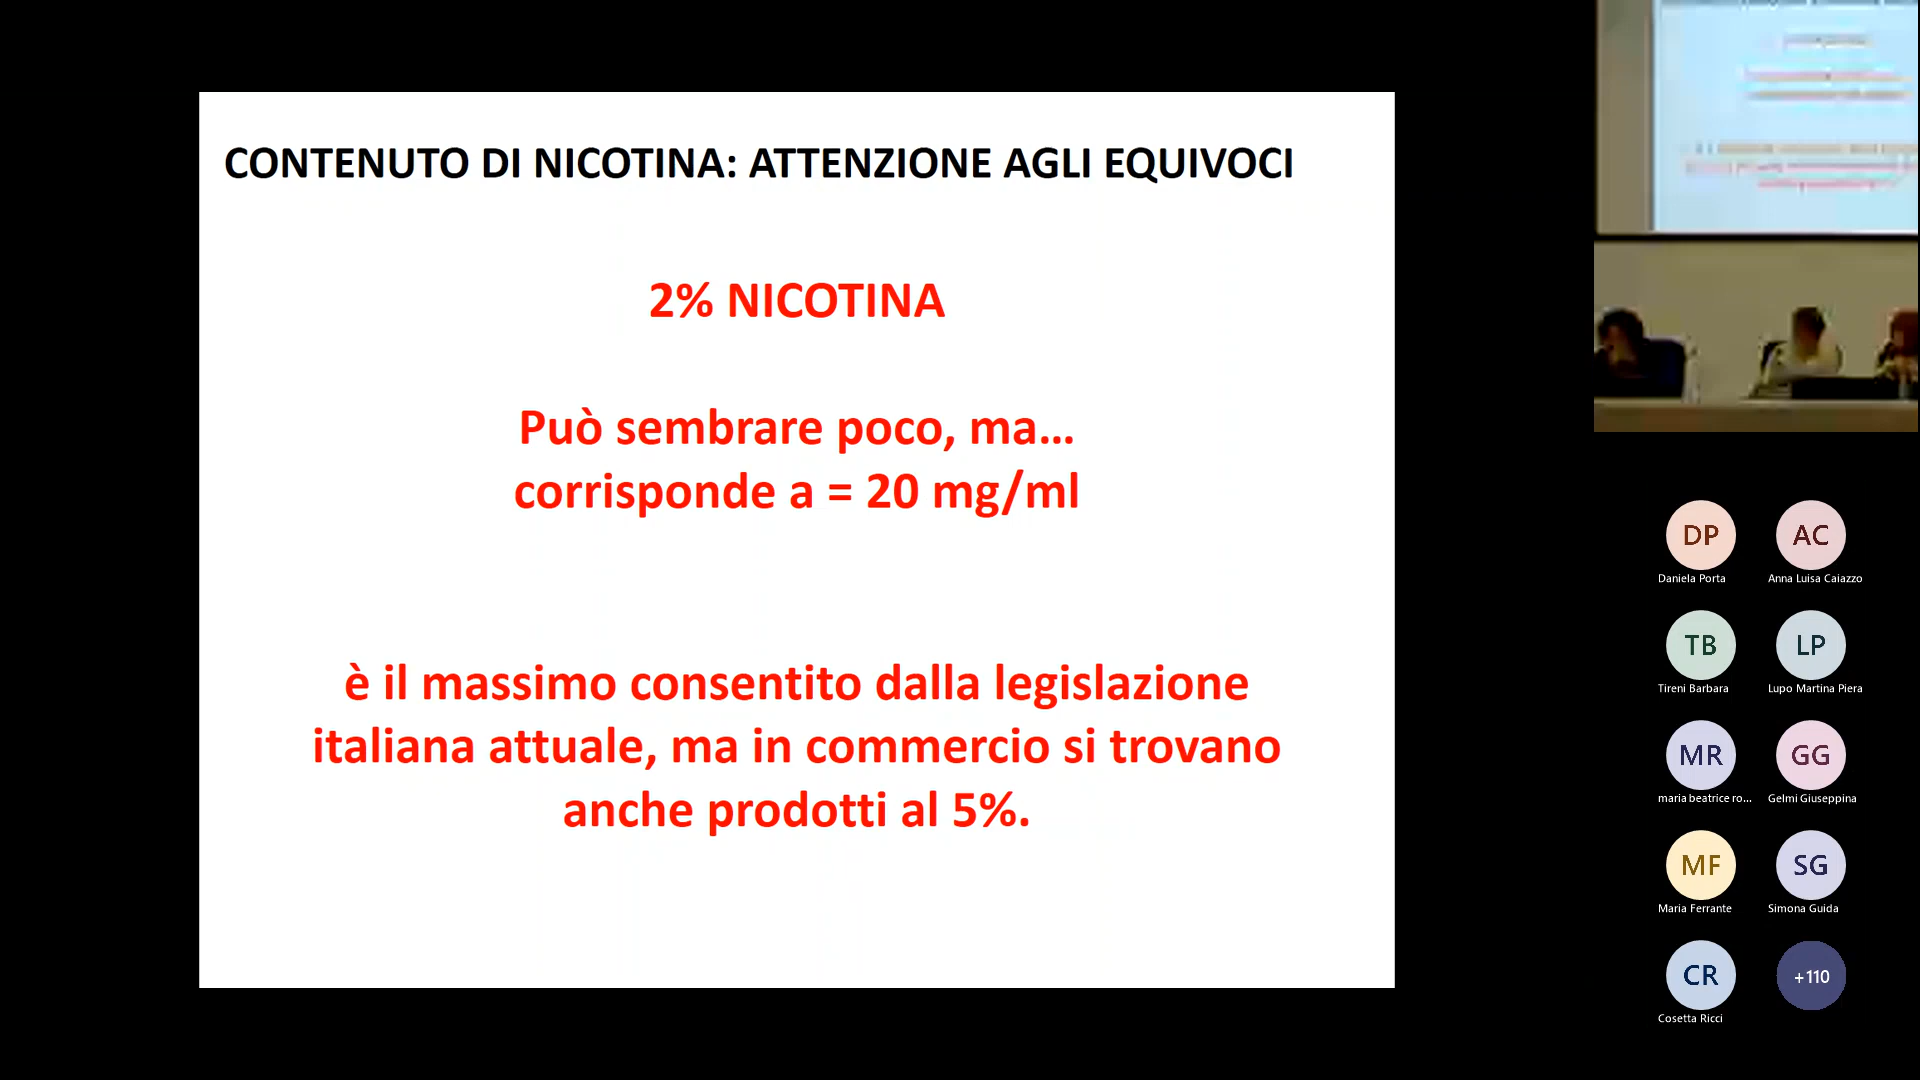 CONTENUTO DI NICOTINA: ATTENZIONE AGLI EQUIVOCI
2% NICOTINA
Può sembrare poco, ma...
corrisponde a = 20 mg/ml
è il massimo consentito dalla legislazione
italiana attuale, ma in commercio si trovano
anche prodotti al 5%.
DP
Daniela Porta
AC
Anna Luisa Caiazzo
TB
Tireni Barbara
LP
Lupo Martina Piera
MR
maria beatrice ro...
GG
Gelmi Giuseppina
MF
Maria Ferrante
SG
Simona Guida
CR
Cosetta Ricci
+110